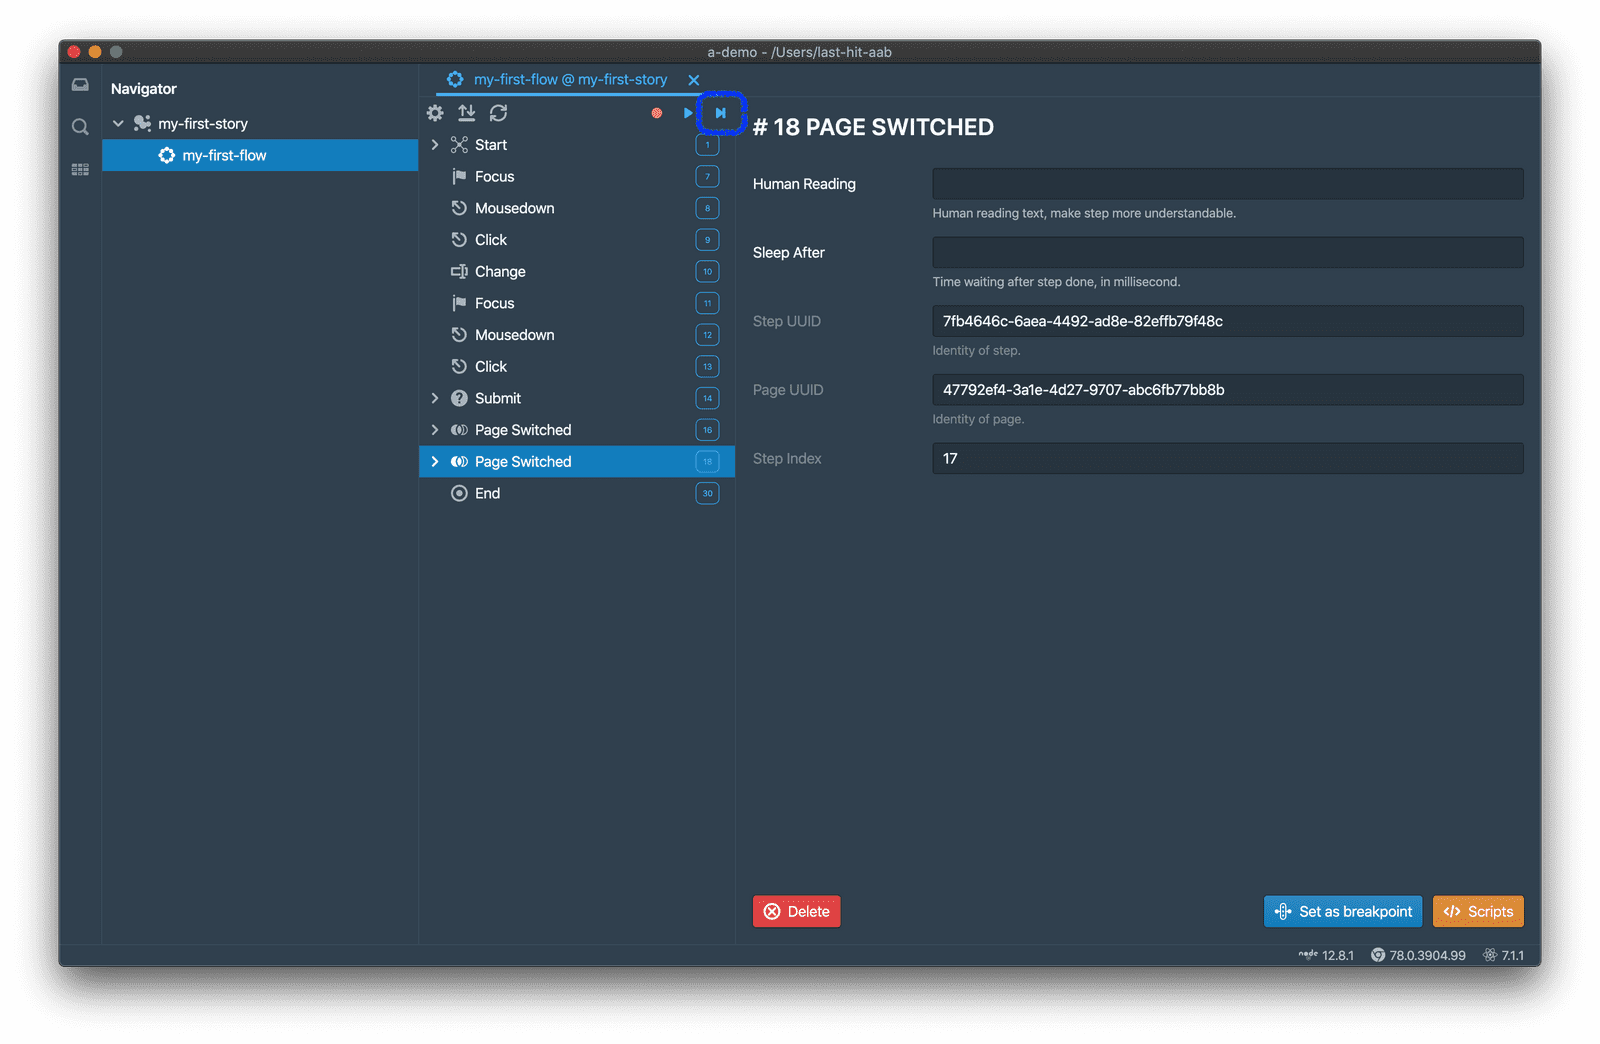 a-demo - /Users/last-hit-aab
Navigator
my-first-story
my-first-flow
my-first-flow @ my-first-story
Start 1
Focus 7
Mousedown 8
Click 9
Change 10
Focus 11
Mousedown 12
Click 13
Submit 14
Page Switched 16
Page Switched 18
End 30
# 18 PAGE SWITCHED
Human Reading
Human reading text, make step more understandable.
Sleep After
Time waiting after step done, in millisecond.
Step UUID 7fb4646c-6aea-4492-ad8e-82effb79f48c
Identity of step.
Page UUID 47792ef4-3a1e-4d27-9707-abc6fb77bb8b
Identity of page.
Step Index 17
Delete
Set as breakpoint
Scripts
node 12.8.1 78.0.3904.99 7.1.1